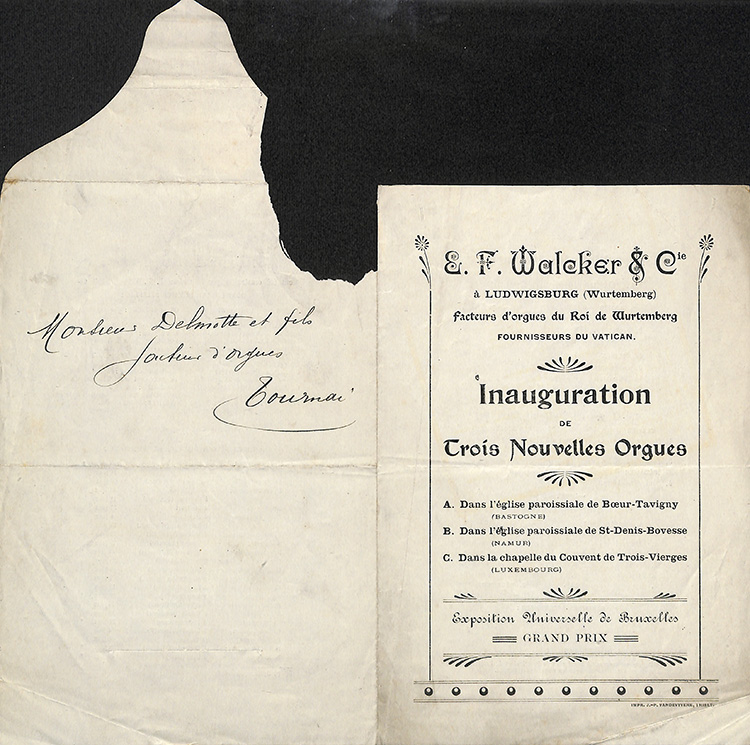 Monsieur Delmotte et fils
facteur d'orgues
Tournai
E. F. Walcker & Cie
à LUDWIGSBURG (Wurtemberg)
Facteurs d'orgues du Roi de Wurtemberg
FOURNISSEURS DU VATICAN.
Inauguration
DE
Trois Nouvelles Orgues
A. Dans l'église paroissiale de Bœur-Tavigny
(BASTOGNE)
B. Dans l'église paroissiale de St-Denis-Bovesse
(NAMUR)
C. Dans la chapelle du Couvent de Trois-Vierges
(LUXEMBOURG)
Exposition Universelle de Bruxelles
GRAND PRIX
IMPR. J.-P. VANDEVYVERE,